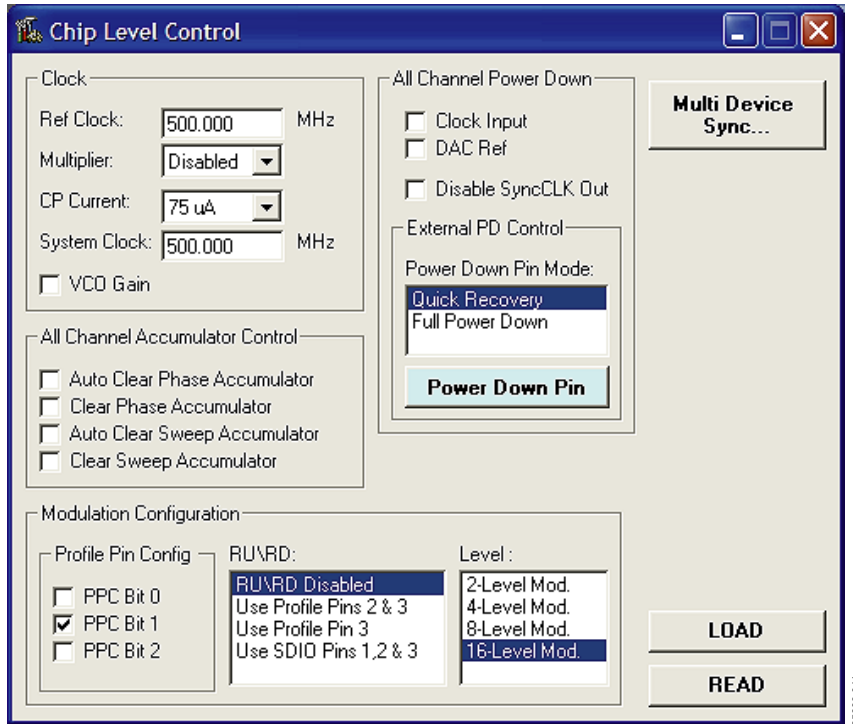 Chip Level Control
Clock
Ref Clock: 500.000 MHz
Multiplier: Disabled
CP Current: 75 uA
System Clock: 500.000 MHz
VCO Gain
All Channel Accumulator Control
Auto Clear Phase Accumulator
Clear Phase Accumulator
Auto Clear Sweep Accumulator
Clear Sweep Accumulator
All Channel Power Down
Clock Input
DAC Ref
Disable SyncCLK Out
External PD Control
Power Down Pin Mode:
Quick Recovery
Full Power Down
Power Down Pin
Multi Device
Sync...
Modulation Configuration
Profile Pin Config
PPC Bit 0
PPC Bit 1
PPC Bit 2
RU\RD:
RU\RD Disabled
Use Profile Pins 2 & 3
Use Profile Pin 3
Use SDIO Pins 1,2 & 3
Level :
2-Level Mod.
4-Level Mod.
8-Level Mod.
16-Level Mod.
LOAD
READ